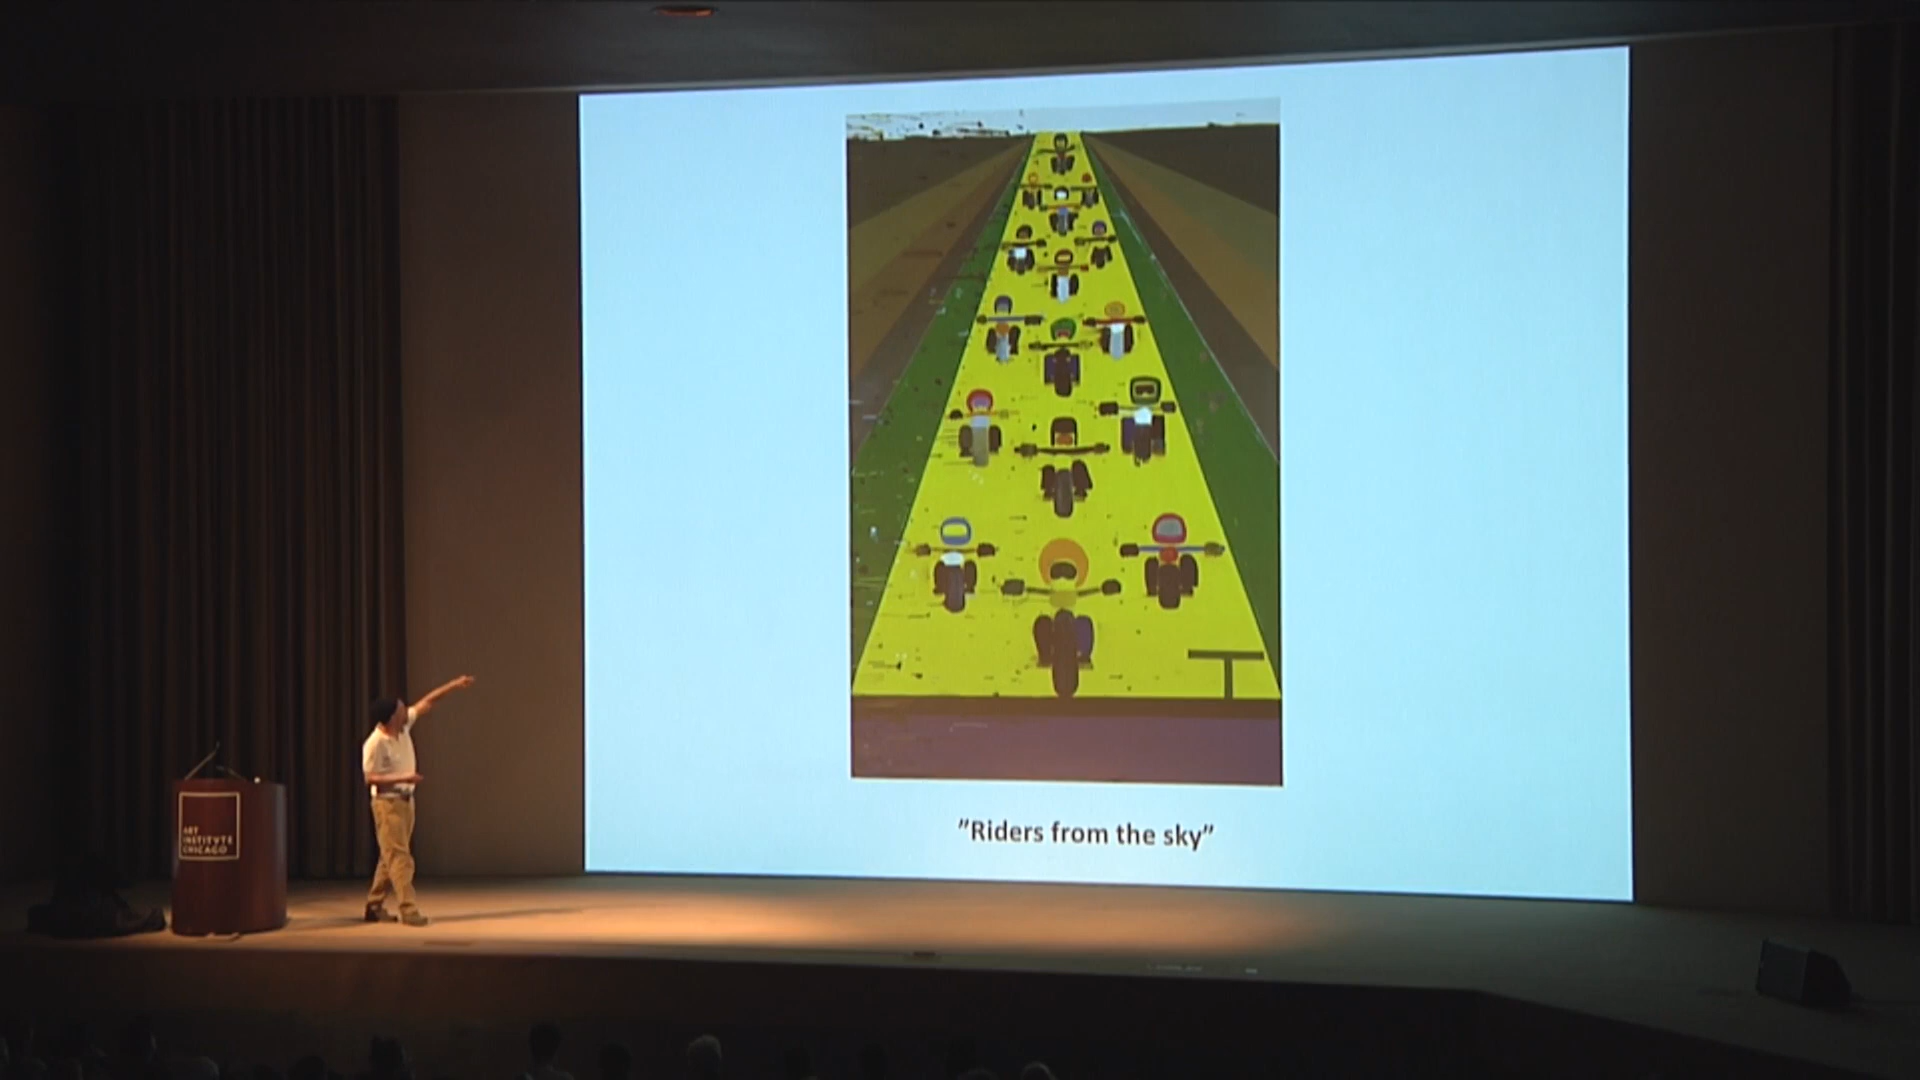 ART
INSTITVTE
CHICAGO
”Riders from the sky”